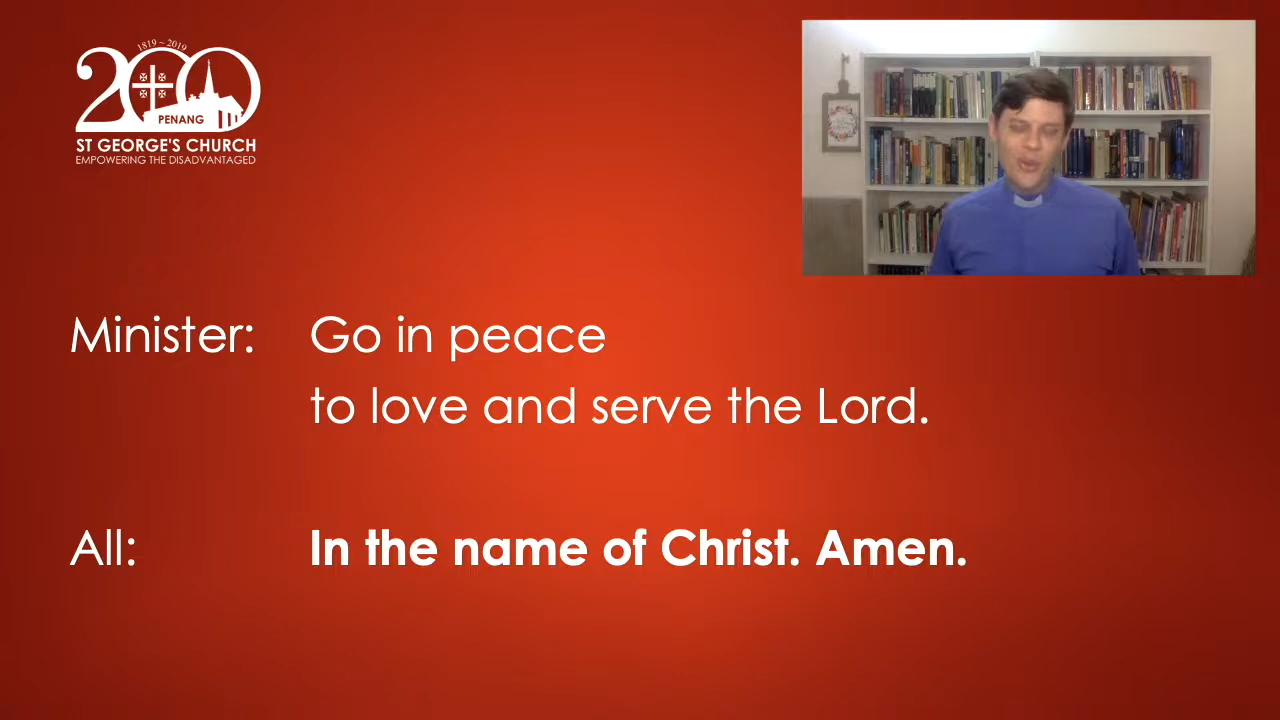 1819 ~ 2019
200
PENANG
ST GEORGE'S CHURCH
EMPOWERING THE DISADVANTAGED
Minister: Go in peace
to love and serve the Lord.
All: In the name of Christ. Amen.